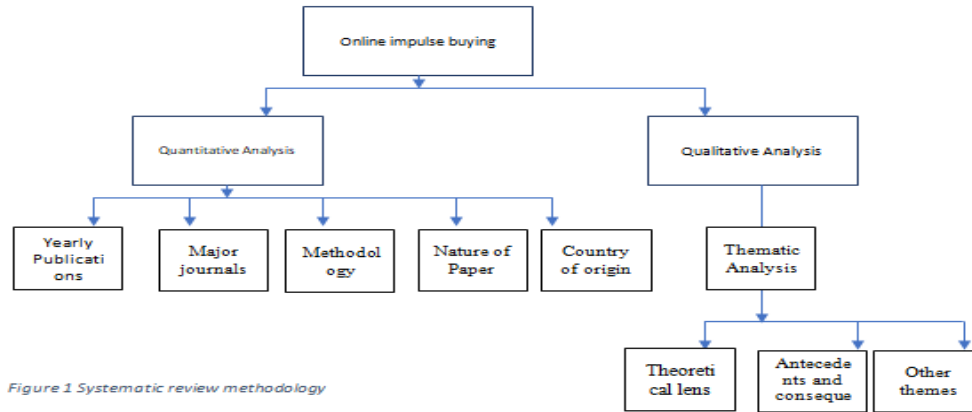 Online impulse buying
Quantitative Analysis
Qualitative Analysis
Yearly
Publicati
ons
Major
journals
Methodol
ogy
Nature of
Paper
Country
of origin
Thematic
Analysis
Theoreti
cal lens
Antecede
nts and
conseque
Other
themes
Figure 1 Systematic review methodology